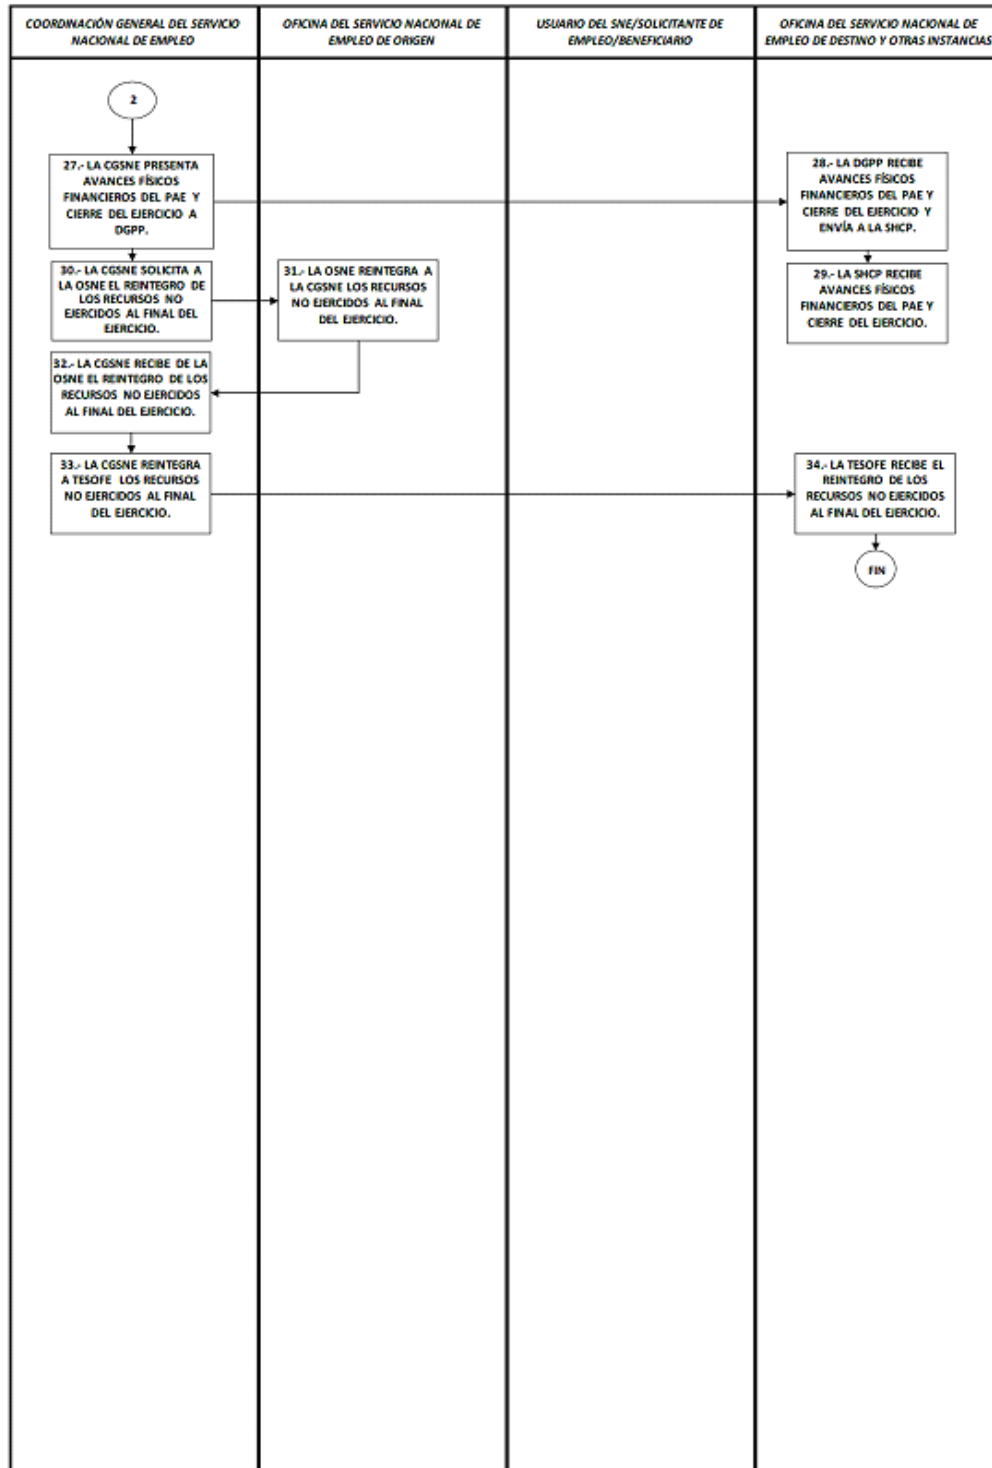 COORDINACIÓN GENERAL DEL SERVICIO
NACIONAL DE EMPLEO
OFICINA DEL SERVICIO NACIONAL DE
EMPLEO DE ORIGEN
USUARIO DEL SNE/SOLICITANTE DE
EMPLEO/BENEFICIARIO
OFICINA DEL SERVICIO NACIONAL DE
EMPLEO DE DESTINO Y OTRAS INSTANCIAS
2
27.- LA CGSNE PRESENTA
AVANCES FÍSICOS
FINANCIEROS DEL PAE Y
CIERRE DEL EJERCICIO A
DGPP.
28.- LA DGPP RECIBE
AVANCES FÍSICOS
FINANCIEROS DEL PAE Y
CIERRE DEL EJERCICIO Y
ENVÍA A LA SHCP.
29.- LA SHCP RECIBE
AVANCES FÍSICOS
FINANCIEROS DEL PAE Y
CIERRE DEL EJERCICIO.
30.- LA CGSNE SOLICITA A
LA OSNE EL REINTEGRO DE
LOS RECURSOS NO
EJERCIDOS AL FINAL DEL
EJERCICIO.
31.- LA OSNE REINTEGRA A
LA CGSNE LOS RECURSOS
NO EJERCIDOS AL FINAL
DEL EJERCICIO.
32.- LA CGSNE RECIBE DE LA
OSNE EL REINTEGRO DE LOS
RECURSOS NO EJERCIDOS
AL FINAL DEL EJERCICIO.
33.- LA CGSNE REINTEGRA
A TESOFE LOS RECURSOS
NO EJERCIDOS AL FINAL
DEL EJERCICIO.
34.- LA TESOFE RECIBE EL
REINTEGRO DE LOS
RECURSOS NO EJERCIDOS
AL FINAL DEL EJERCICIO.
FIN